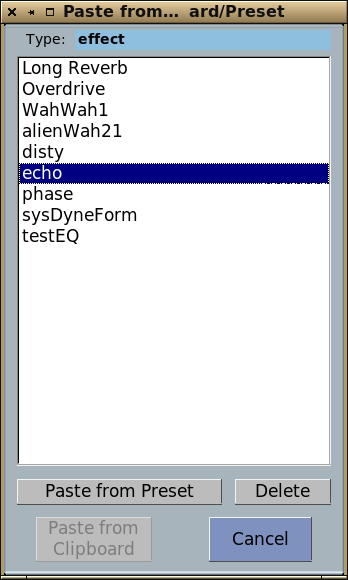 Paste from... ard/Preset
Type: effect
Long Reverb
Overdrive
WahWah1
alienWah21
disty
echo
phase
sysDyneForm
testEQ
Paste from Preset
Delete
Paste from
Clipboard
Cancel